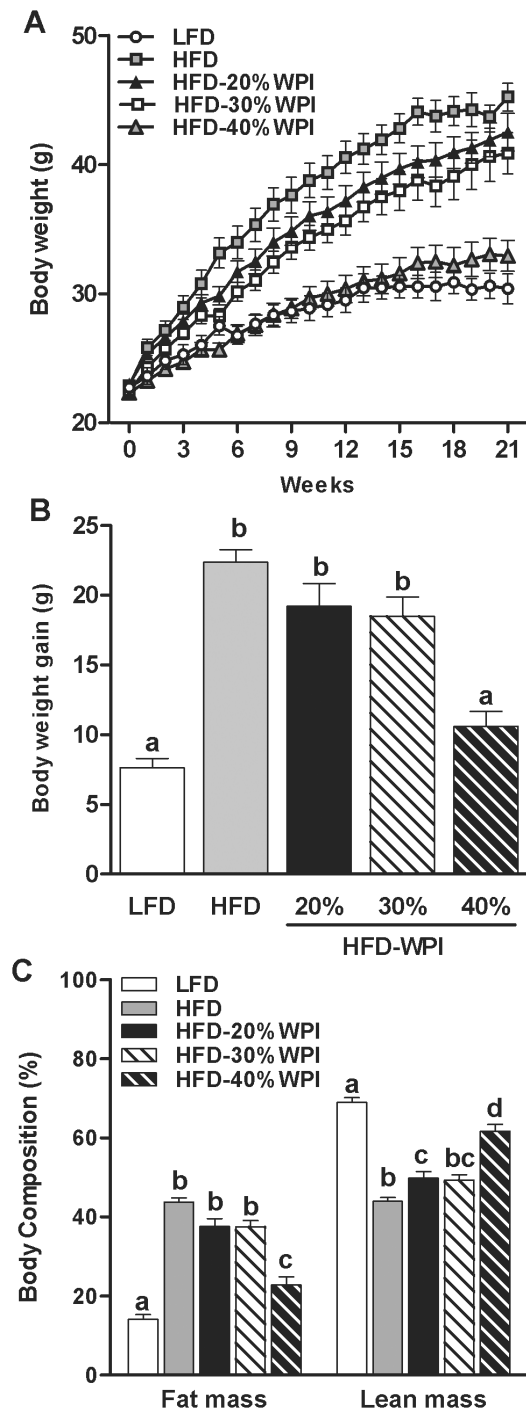 A
50
LFD
HFD
HFD-20% WPI
HFD-30% WPI
HFD-40% WPI
40
30
20
Body weight (g)
0 3 6 9 12 15 18 21
Weeks
B
25
20
15
10
5
0
Body weight gain (g)
a b b b a
LFD HFD 20% 30% 40%
HFD-WPI
C
100
LFD
HFD
HFD-20% WPI
HFD-30% WPI
HFD-40% WPI
80
60
40
20
0
Body Composition (%)
a b b b c
a b c bc d
Fat mass Lean mass